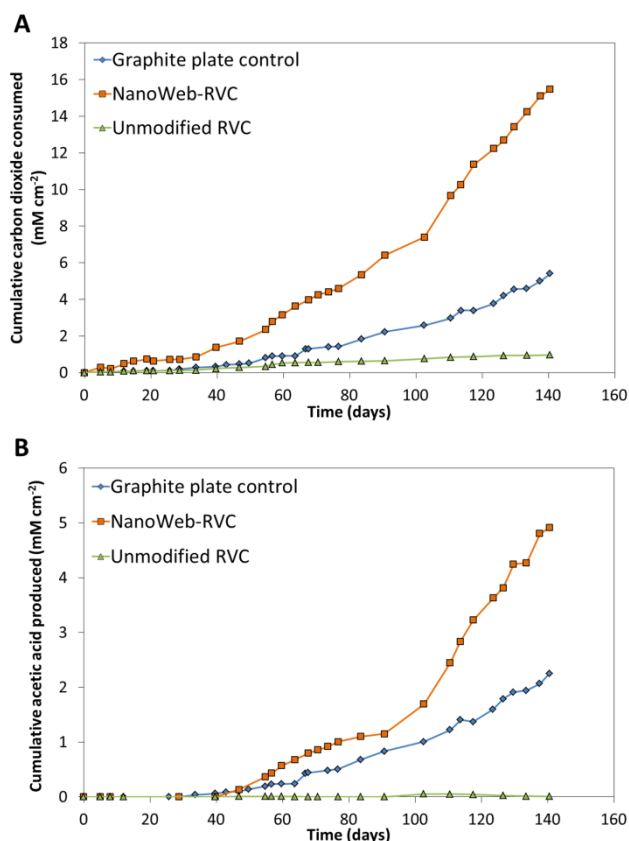 A
Cumulative carbon dioxide consumed
(mM cm⁻²)
18
16
14
12
10
8
6
4
2
0
Graphite plate control
NanoWeb-RVC
Unmodified RVC
0 20 40 60 80 100 120 140 160
Time (days)
B
Cumulative acetic acid produced (mM cm⁻²)
6
5
4
3
2
1
0
Graphite plate control
NanoWeb-RVC
Unmodified RVC
0 20 40 60 80 100 120 140 160
Time (days)